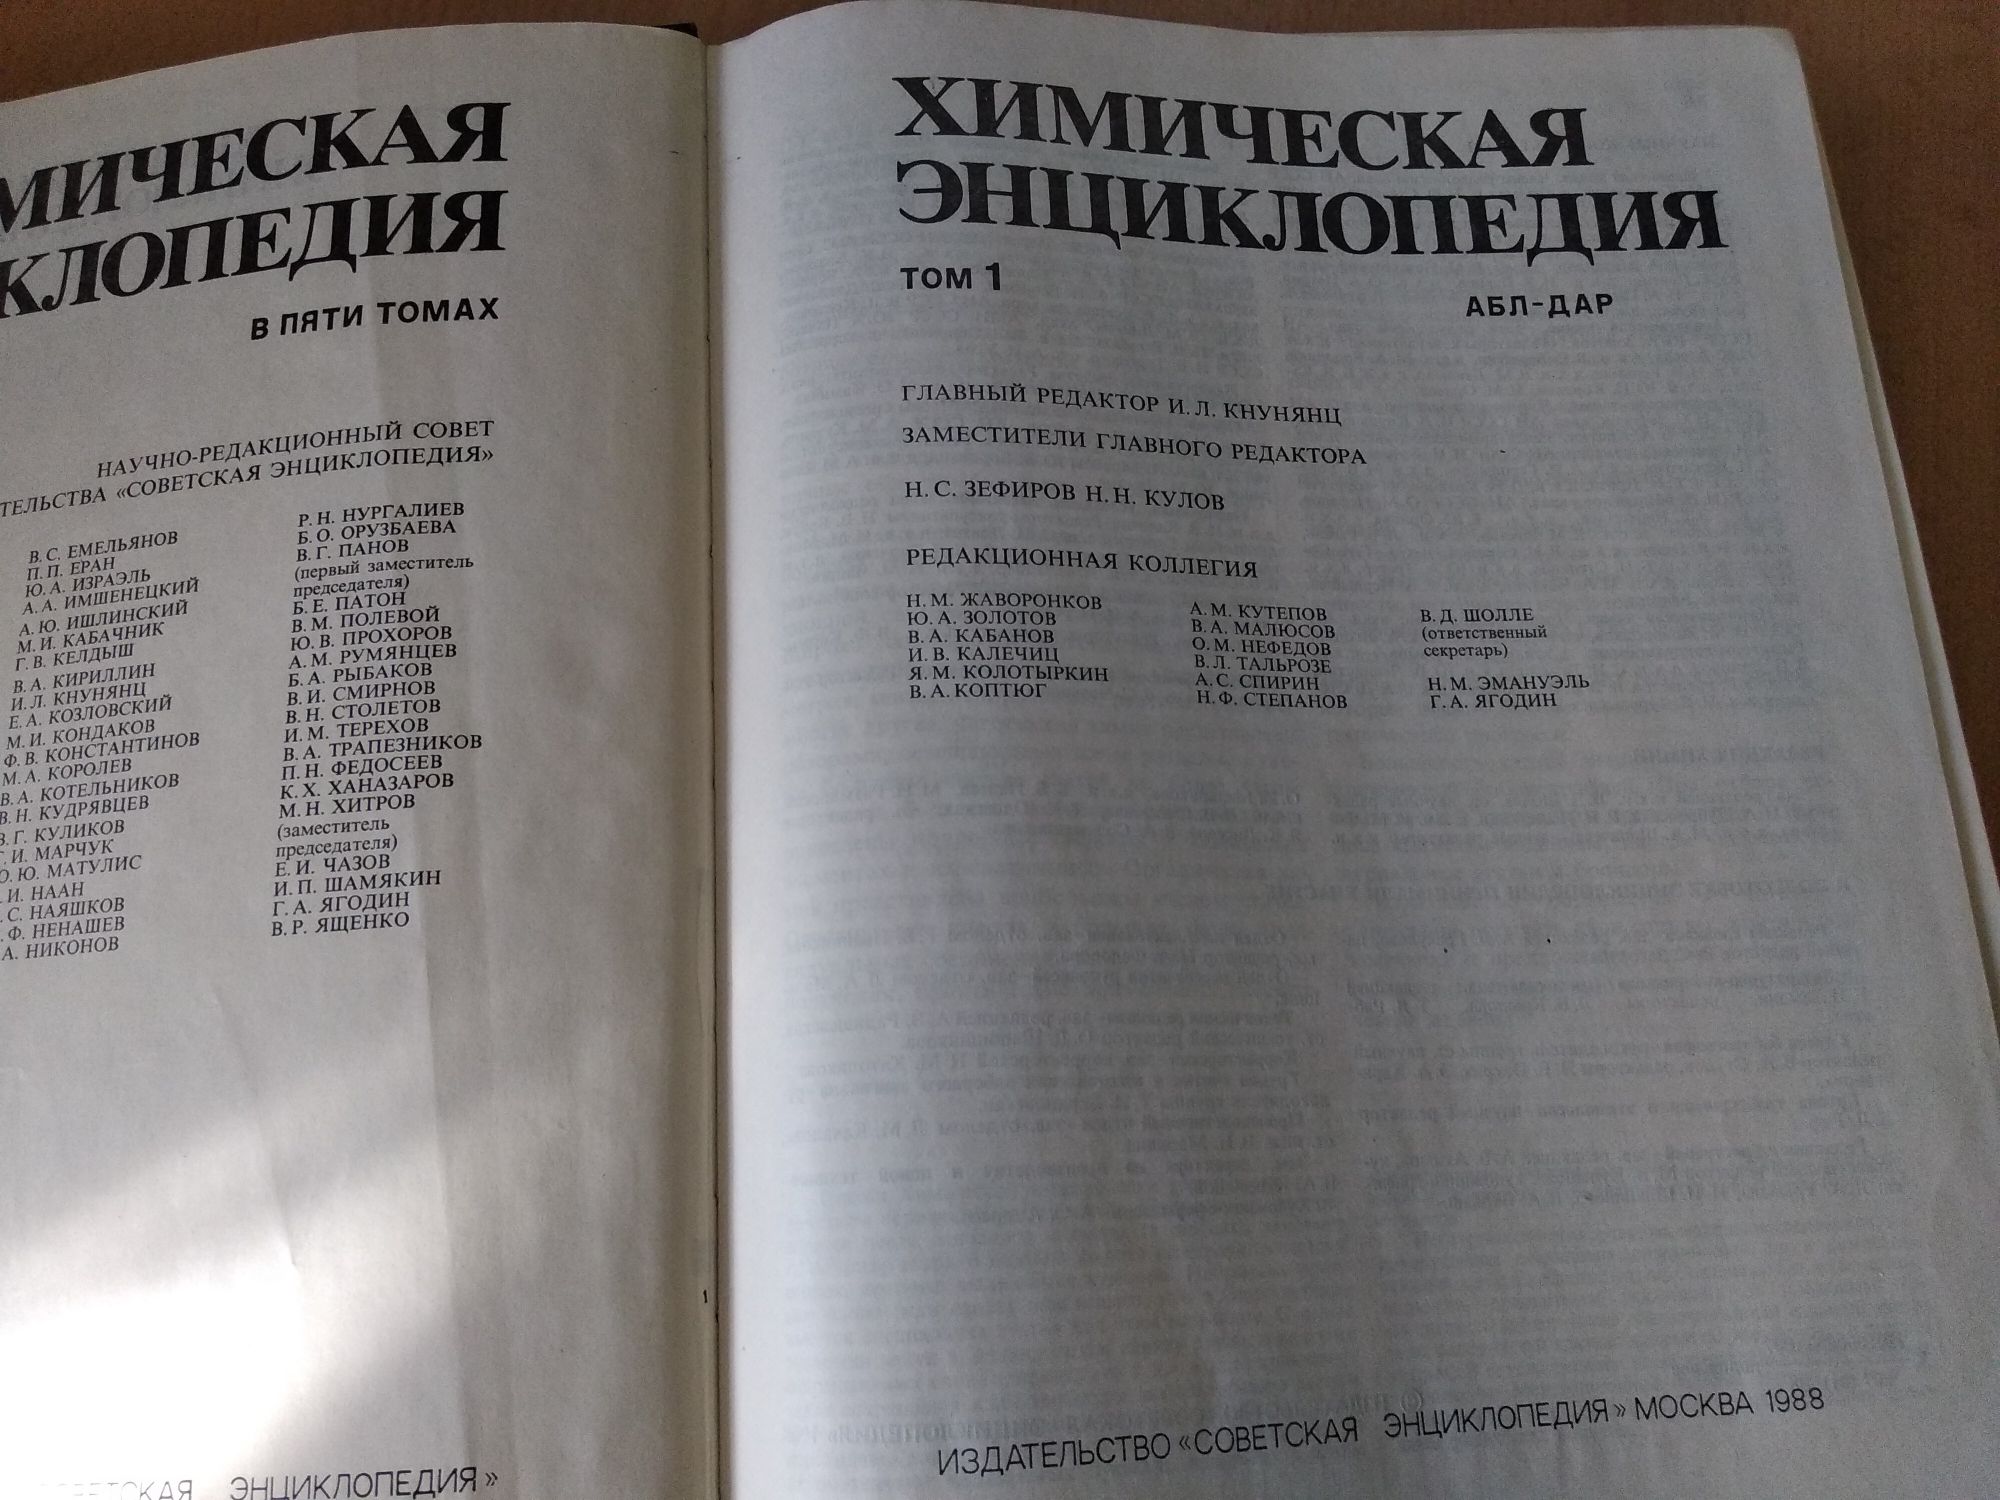 МИЧЕСКАЯ
КЛОПЕДИЯ
В ПЯТИ ТОМАХ
НАУЧНО-РЕДАКЦИОННЫЙ СОВЕТ
ТЕЛЬСТВА «СОВЕТСКАЯ ЭНЦИКЛОПЕДИЯ»
В. С. ЕМЕЛЬЯНОВ
П. П. ЕРАН
Ю. А. ИЗРАЭЛЬ
А. А. ИМШЕНЕЦКИЙ
А. Ю. ИШЛИНСКИЙ
М. И. КАБАЧНИК
Г. В. КЕЛДЫШ
В. А. КИРИЛЛИН
И. Л. КНУНЯНЦ
Е. А. КОЗЛОВСКИЙ
М. И. КОНДАКОВ
Ф. В. КОНСТАНТИНОВ
М. А. КОРОЛЕВ
В. А. КОТЕЛЬНИКОВ
В. Н. КУДРЯВЦЕВ
В. Г. КУЛИКОВ
Г. И. МАРЧУК
Ю. Ю. МАТУЛИС
И. НААН
С. НАЯШКОВ
Ф. НЕНАШЕВ
А. НИКОНОВ
Р. Н. НУРГАЛИЕВ
Б. О. ОРУЗБАЕВА
В. Г. ПАНОВ
(первый заместитель
председателя)
Б. Е. ПАТОН
В. М. ПОЛЕВОЙ
Ю. В. ПРОХОРОВ
А. М. РУМЯНЦЕВ
Б. А. РЫБАКОВ
В. И. СМИРНОВ
В. Н. СТОЛЕТОВ
И. М. ТЕРЕХОВ
В. А. ТРАПЕЗНИКОВ
П. Н. ФЕДОСЕЕВ
К. Х. ХАНАЗАРОВ
М. Н. ХИТРОВ
(заместитель
председателя)
Е. И. ЧАЗОВ
И. П. ШАМЯКИН
Г. А. ЯГОДИН
В. Р. ЯЩЕНКО
СОВЕТСКАЯ ЭНЦИКЛОПЕДИЯ»
1
ХИМИЧЕСКАЯ
ЭНЦИКЛОПЕДИЯ
ТОМ 1
АБЛ-ДАР
ГЛАВНЫЙ РЕДАКТОР И. Л. КНУНЯНЦ
ЗАМЕСТИТЕЛИ ГЛАВНОГО РЕДАКТОРА
Н. С. ЗЕФИРОВ Н. Н. КУЛОВ
РЕДАКЦИОННАЯ КОЛЛЕГИЯ
Н. М. ЖАВОРОНКОВ
Ю. А. ЗОЛОТОВ
В. А. КАБАНОВ
И. В. КАЛЕЧИЦ
Я. М. КОЛОТЫРКИН
В. А. КОПТЮГ
А. М. КУТЕПОВ
В. А. МАЛЮСОВ
О. М. НЕФЕДОВ
В. Л. ТАЛЬРОЗЕ
А. С. СПИРИН
Н. Ф. СТЕПАНОВ
В. Д. ШОЛЛЕ
(ответственный
секретарь)
Н. М. ЭМАНУЭЛЬ
Г. А. ЯГОДИН
ИЗДАТЕЛЬСТВО «СОВЕТСКАЯ ЭНЦИКЛОПЕДИЯ» МОСКВА 1988